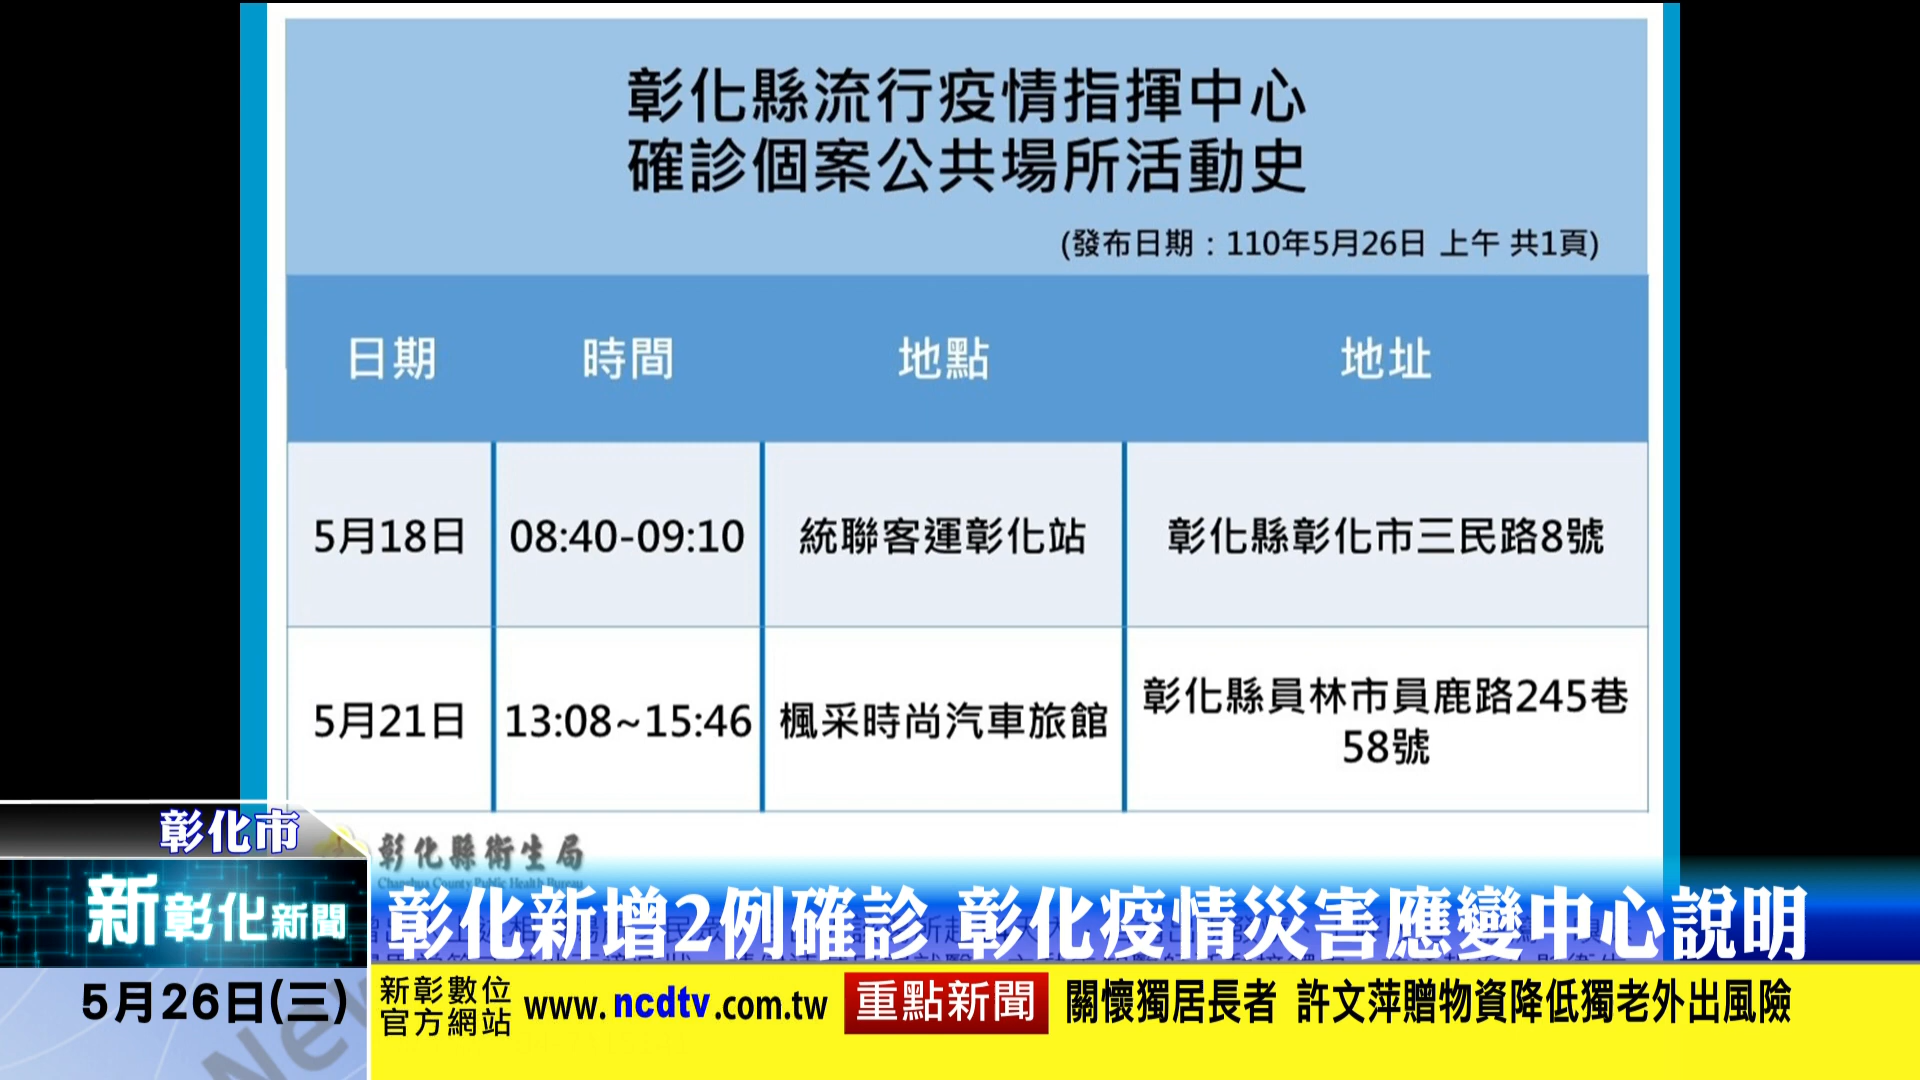 彰化縣流行疫情指揮中心
確診個案公共場所活動史
(發布日期：110年5月26日 上午 共1頁)
日期 時間 地點 地址
5月18日 08:40-09:10 統聯客運彰化站 彰化縣彰化市三民路8號
5月21日 13:08~15:46 楓采時尚汽車旅館 彰化縣員林市員鹿路245巷
58號
彰化縣衛生局
Changhua County Public Health Bureau
彰化市
新彰化新聞
彰化新增2例確診 彰化疫情災害應變中心說明
5月26日(三)
新彰數位
官方網站
www.ncdtv.com.tw
重點新聞
關懷獨居長者 許文萍贈物資降低獨老外出風險